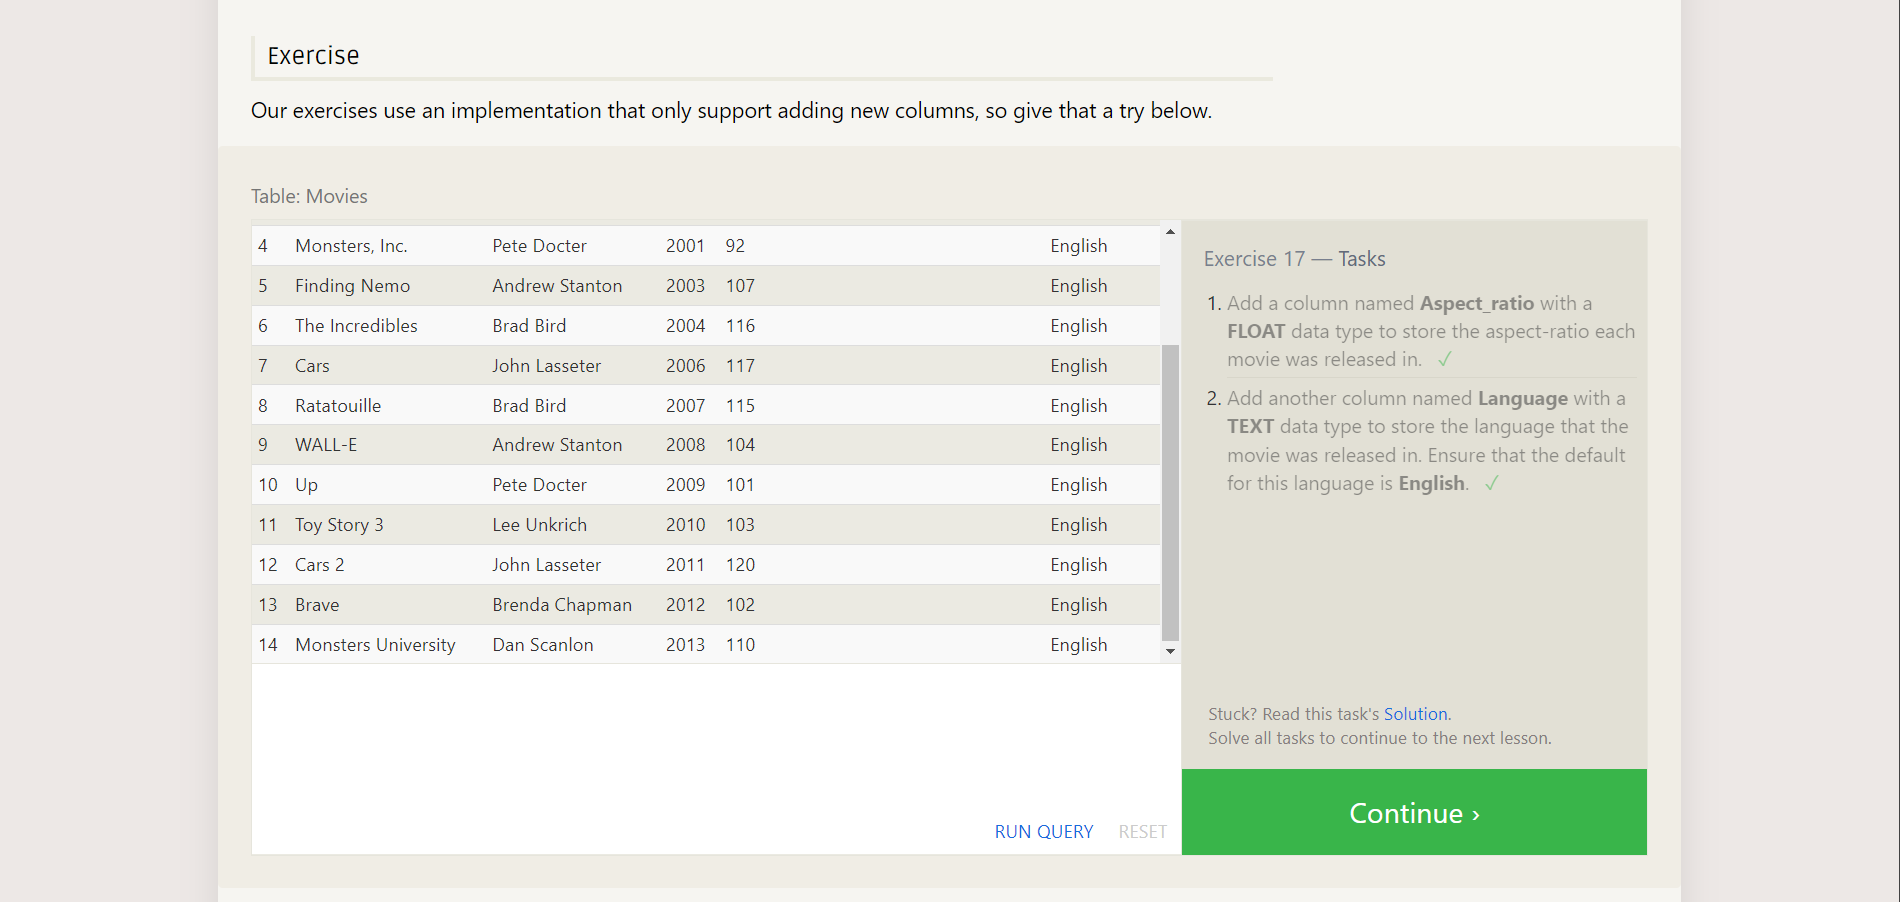 Exercise
Our exercises use an implementation that only support adding new columns, so give that a try below.
Table: Movies
4 Monsters, Inc. Pete Docter 2001 92 English
5 Finding Nemo Andrew Stanton 2003 107 English
6 The Incredibles Brad Bird 2004 116 English
7 Cars John Lasseter 2006 117 English
8 Ratatouille Brad Bird 2007 115 English
9 WALL-E Andrew Stanton 2008 104 English
10 Up Pete Docter 2009 101 English
11 Toy Story 3 Lee Unkrich 2010 103 English
12 Cars 2 John Lasseter 2011 120 English
13 Brave Brenda Chapman 2012 102 English
14 Monsters University Dan Scanlon 2013 110 English
RUN QUERY RESET
Exercise 17 — Tasks
1. Add a column named Aspect_ratio with a
FLOAT data type to store the aspect-ratio each
movie was released in. ✓
2. Add another column named Language with a
TEXT data type to store the language that the
movie was released in. Ensure that the default
for this language is English. ✓
Stuck? Read this task's Solution.
Solve all tasks to continue to the next lesson.
Continue ›